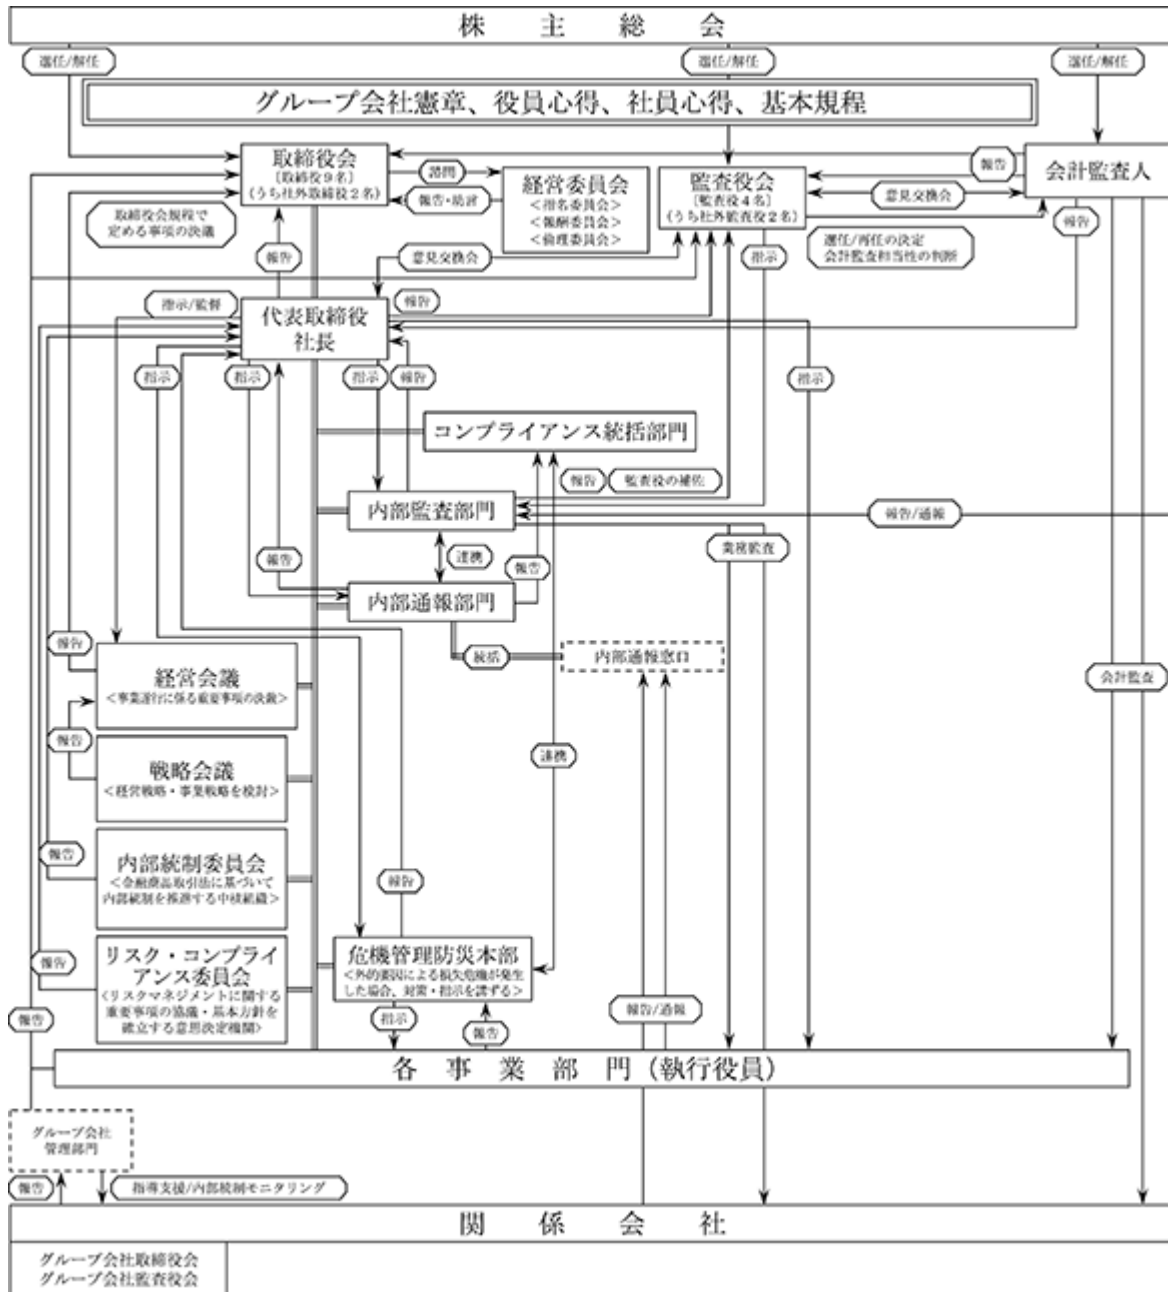 株主総会
選任/解任
選任/解任
選任/解任
グループ会社憲章、役員心得、社員心得、基本規程
取締役会
〔取締役9名〕
(うち社外取締役2名)
諮問
報告・助言
経営委員会
<指名委員会>
<報酬委員会>
<倫理委員会>
監査役会
〔監査役4名〕
(うち社外監査役2名)
報告
意見交換会
会計監査人
取締役会規程で
定める事項の決議
報告
意見交換会
指示
選任/再任の決定
会計監査相当性の判断
報告
指示/監督
代表取締役
社長
報告
指示
指示
指示
報告
指示
コンプライアンス統括部門
報告
監査役の補佐
内部監査部門
報告/通報
業務監査
報告
連携
報告
内部通報部門
統括
内部通報窓口
報告
経営会議
<事業遂行に係る重要事項の決裁>
会計監査
報告
戦略会議
<経営戦略・事業戦略を検討>
連携
報告
内部統制委員会
<金融商品取引法に基づいて
内部統制を推進する中核組織>
報告
報告
リスク・コンプライ
アンス委員会
<リスクマネジメントに関する
重要事項の協議・基本方針を
確立する意思決定機関>
危機管理防災本部
<外的要因による損失危機が発生
した場合、対策・指示を講ずる>
報告
指示
報告
報告/通報
各事業部門(執行役員)
グループ会社
管理部門
報告
指導支援/内部統制モニタリング
関係会社
グループ会社取締役会
グループ会社監査役会